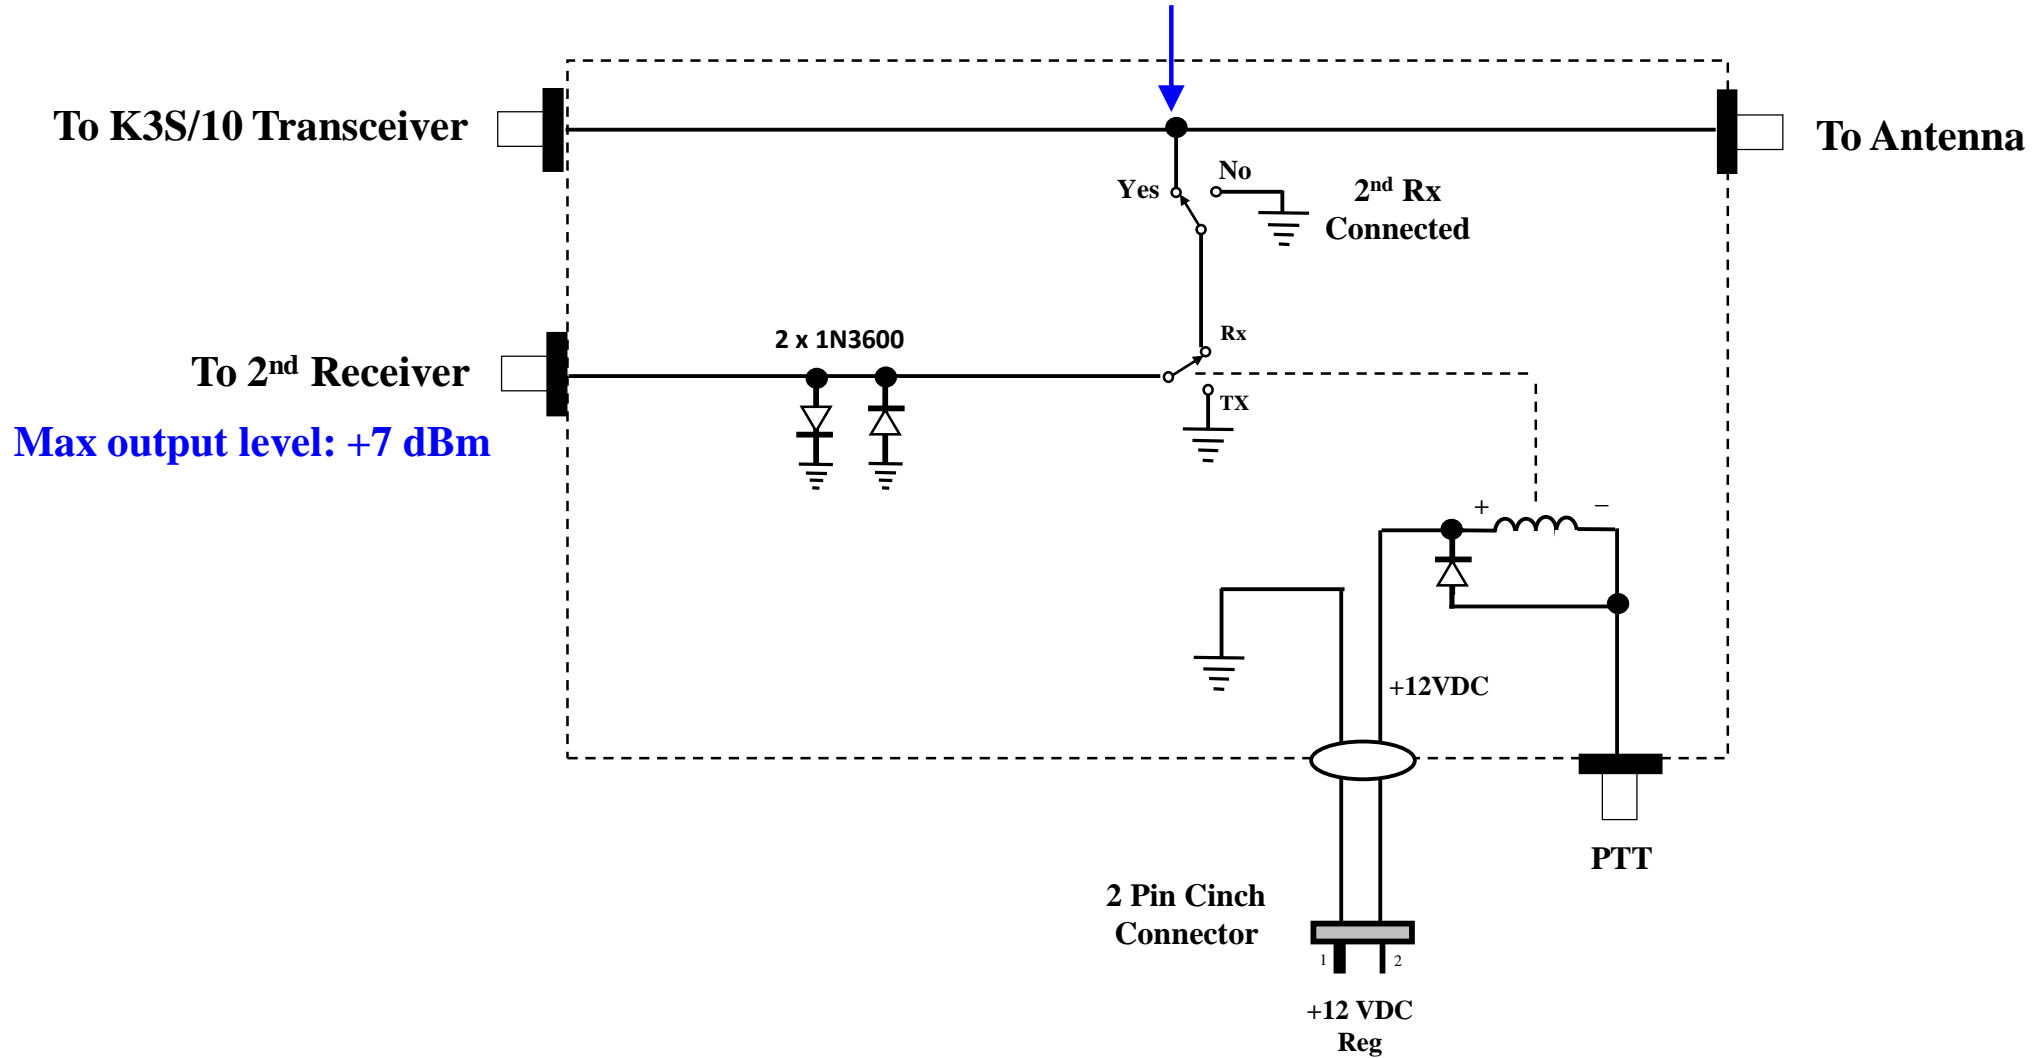 To K3S/10 Transceiver
To Antenna
No
Yes
2nd Rx
Connected
2 x 1N3600
Rx
To 2nd Receiver
TX
Max output level: +7 dBm
+ –
+12VDC
PTT
2 Pin Cinch
Connector
1 2
+12 VDC
Reg